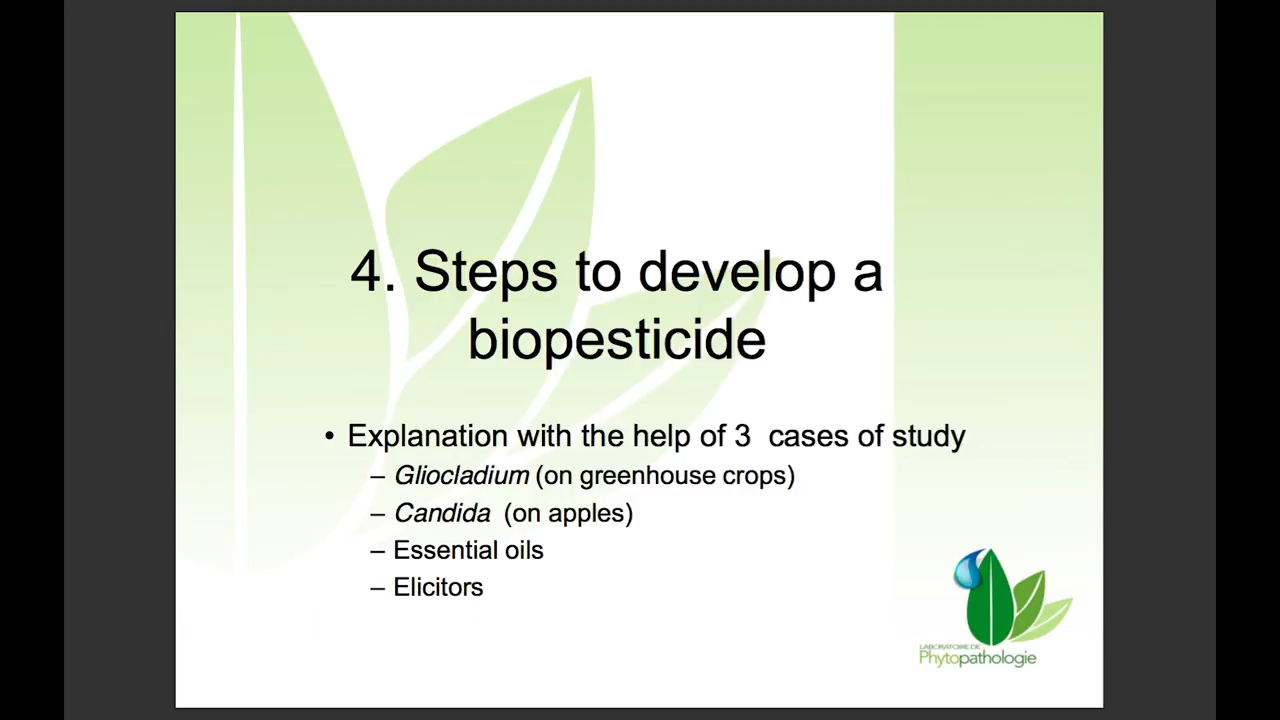 4. Steps to develop a
biopesticide
• Explanation with the help of 3 cases of study
– Gliocladium (on greenhouse crops)
– Candida (on apples)
– Essential oils
– Elicitors
LABORATOIRE DE
Phytopathologie